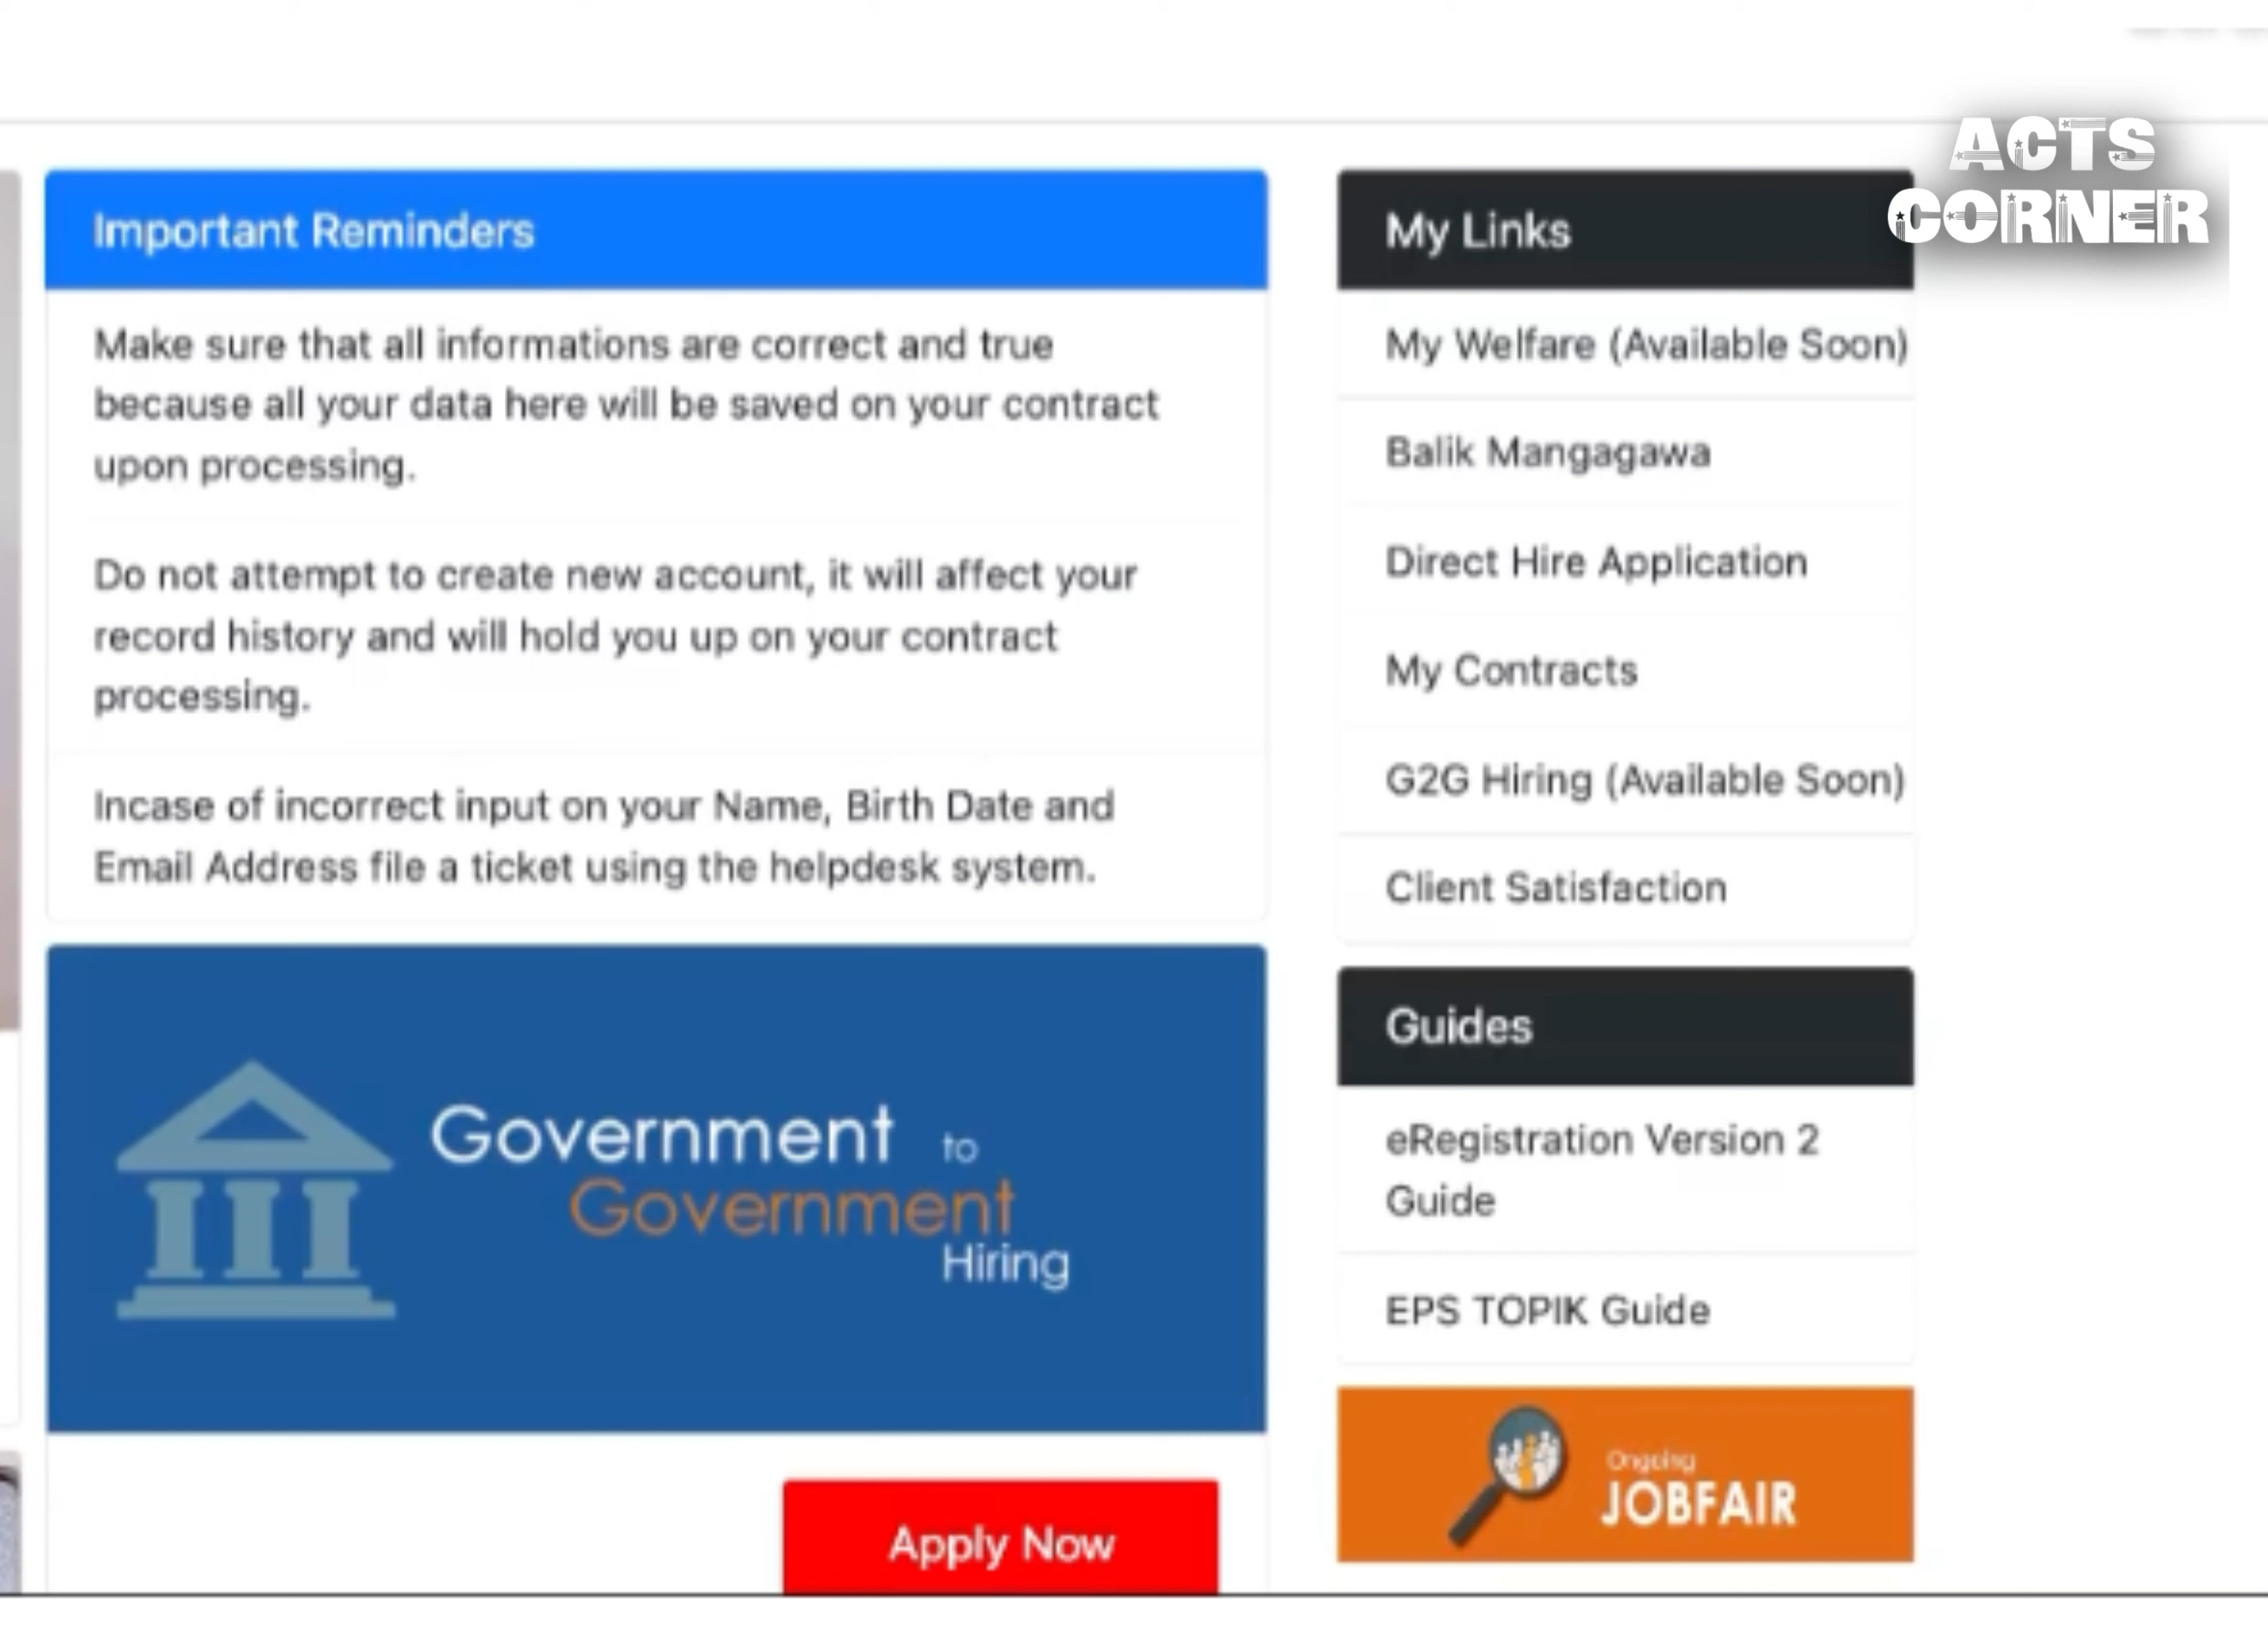 ACTS
CORNER
Important Reminders
Make sure that all informations are correct and true
because all your data here will be saved on your contract
upon processing.
Do not attempt to create new account, it will affect your
record history and will hold you up on your contract
processing.
Incase of incorrect input on your Name, Birth Date and
Email Address file a ticket using the helpdesk system.
Government to
Government
Hiring
Apply Now
My Links
My Welfare (Available Soon)
Balik Mangagawa
Direct Hire Application
My Contracts
G2G Hiring (Available Soon)
Client Satisfaction
Guides
eRegistration Version 2
Guide
EPS TOPIK Guide
Ongoing
JOBFAIR